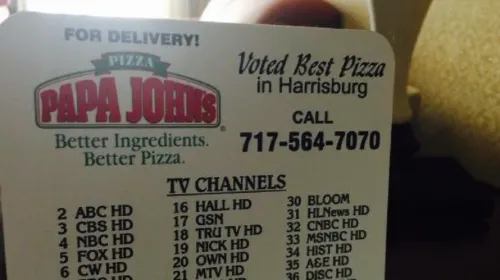 FOR DELIVERY!
PIZZA
PAPA JOHNS
Better Ingredients.
Better Pizza.
Voted Best Pizza
in Harrisburg
CALL
717-564-7070
TV CHANNELS
2 ABC HD
3 CBS HD
4 NBC HD
5 FOX HD
6 CW HD
16 HALL HD
17 GSN
18 TRU TV HD
19 NICK HD
20 OWN HD
21 MTV HD
30 BLOOM
31 HLNews HD
32 CNBC HD
33 MSNBC HD
34 HIST HD
35 A&E HD
36 DISC HD